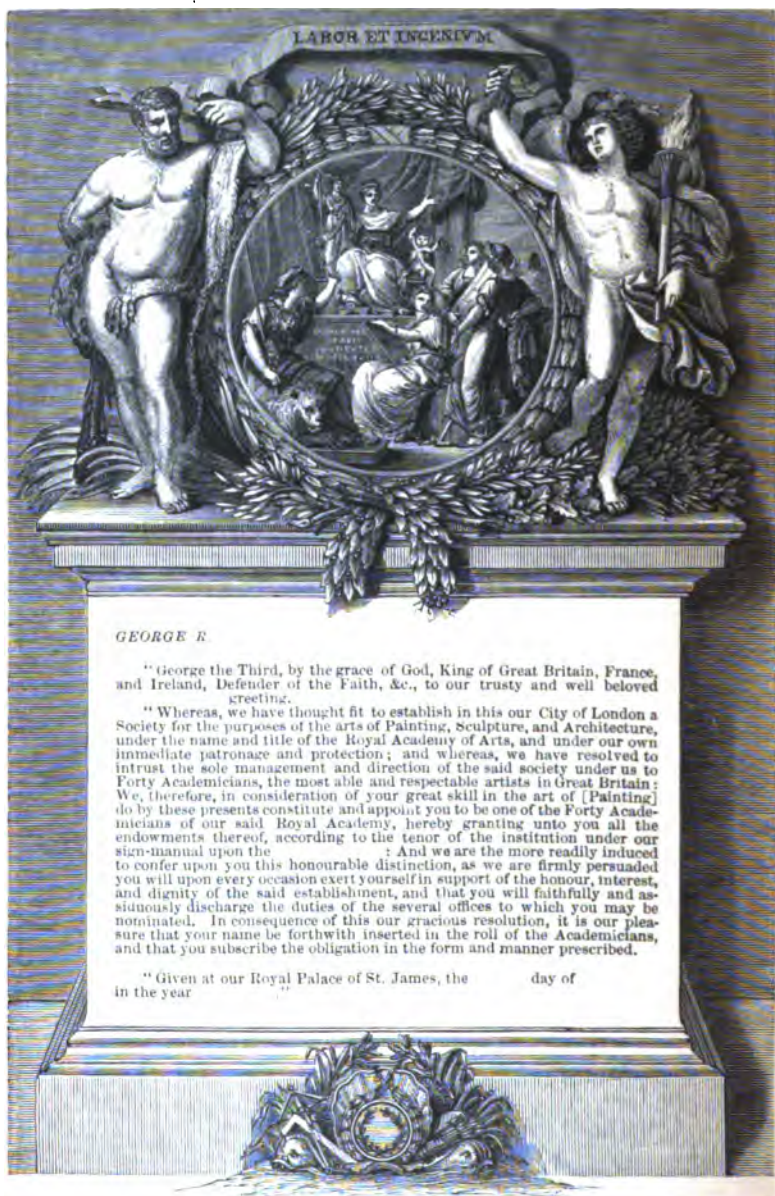 LABOR ET INGENIVM
GEORGE R
"George the Third, by the grace of God, King of Great Britain, France,
and Ireland, Defender of the Faith, &c., to our trusty and well beloved
greeting.
"Whereas, we have thought fit to establish in this our City of London a
Society for the purposes of the arts of Painting, Sculpture, and Architecture,
under the name and title of the Royal Academy of Arts, and under our own
immediate patronage and protection; and whereas, we have resolved to
intrust the sole management and direction of the said society under us to
Forty Academicians, the most able and respectable artists in Great Britain:
We, therefore, in consideration of your great skill in the art of [Painting]
do by these presents constitute and appoint you to be one of the Forty Acade-
micians of our said Royal Academy, hereby granting unto you all the
endowments thereof, according to the tenor of the institution under our
sign-manual upon the : And we are the more readily induced
to confer upon you this honourable distinction, as we are firmly persuaded
you will upon every occasion exert yourself in support of the honour, interest,
and dignity of the said establishment, and that you will faithfully and as-
siduously discharge the duties of the several offices to which you may be
nominated. In consequence of this our gracious resolution, it is our plea-
sure that your name be forthwith inserted in the roll of the Academicians,
and that you subscribe the obligation in the form and manner prescribed.
"Given at our Royal Palace of St. James, the day of
in the year ."